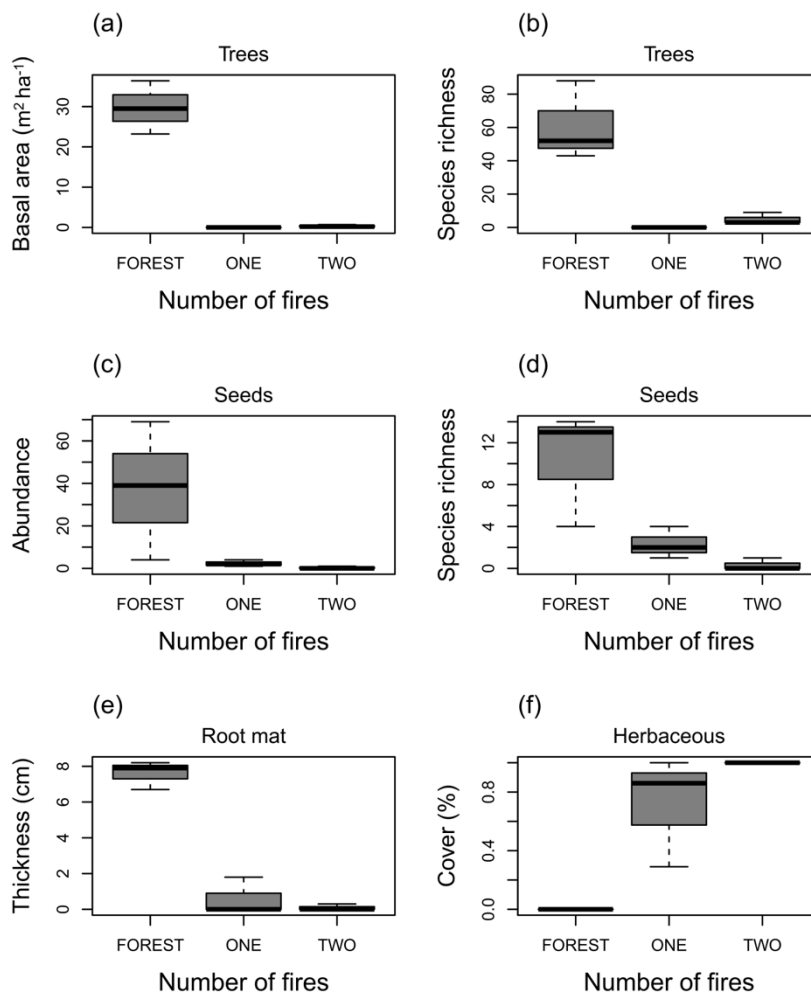 (a)
Trees
Basal area (m² ha⁻¹)
0 10 20 30
FOREST ONE TWO
Number of fires
(b)
Trees
Species richness
0 20 40 60 80
FOREST ONE TWO
Number of fires
(c)
Seeds
Abundance
0 20 40 60
FOREST ONE TWO
Number of fires
(d)
Seeds
Species richness
0 4 8 12
FOREST ONE TWO
Number of fires
(e)
Root mat
Thickness (cm)
0 2 4 6 8
FOREST ONE TWO
Number of fires
(f)
Herbaceous
Cover (%)
0.0 0.4 0.8
FOREST ONE TWO
Number of fires